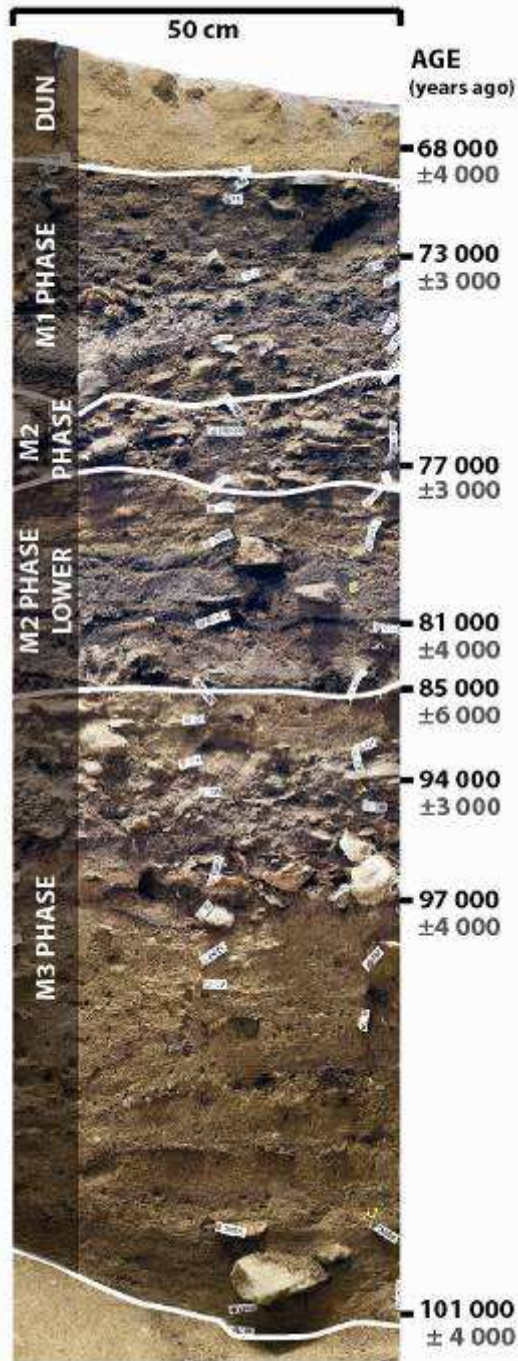 50 cm
AGE
(years ago)
DUN
68 000
±4 000
M1 PHASE
73 000
±3 000
M2
PHASE
77 000
±3 000
M2 PHASE
LOWER
81 000
±4 000
85 000
±6 000
94 000
±3 000
M3 PHASE
97 000
±4 000
101 000
± 4 000